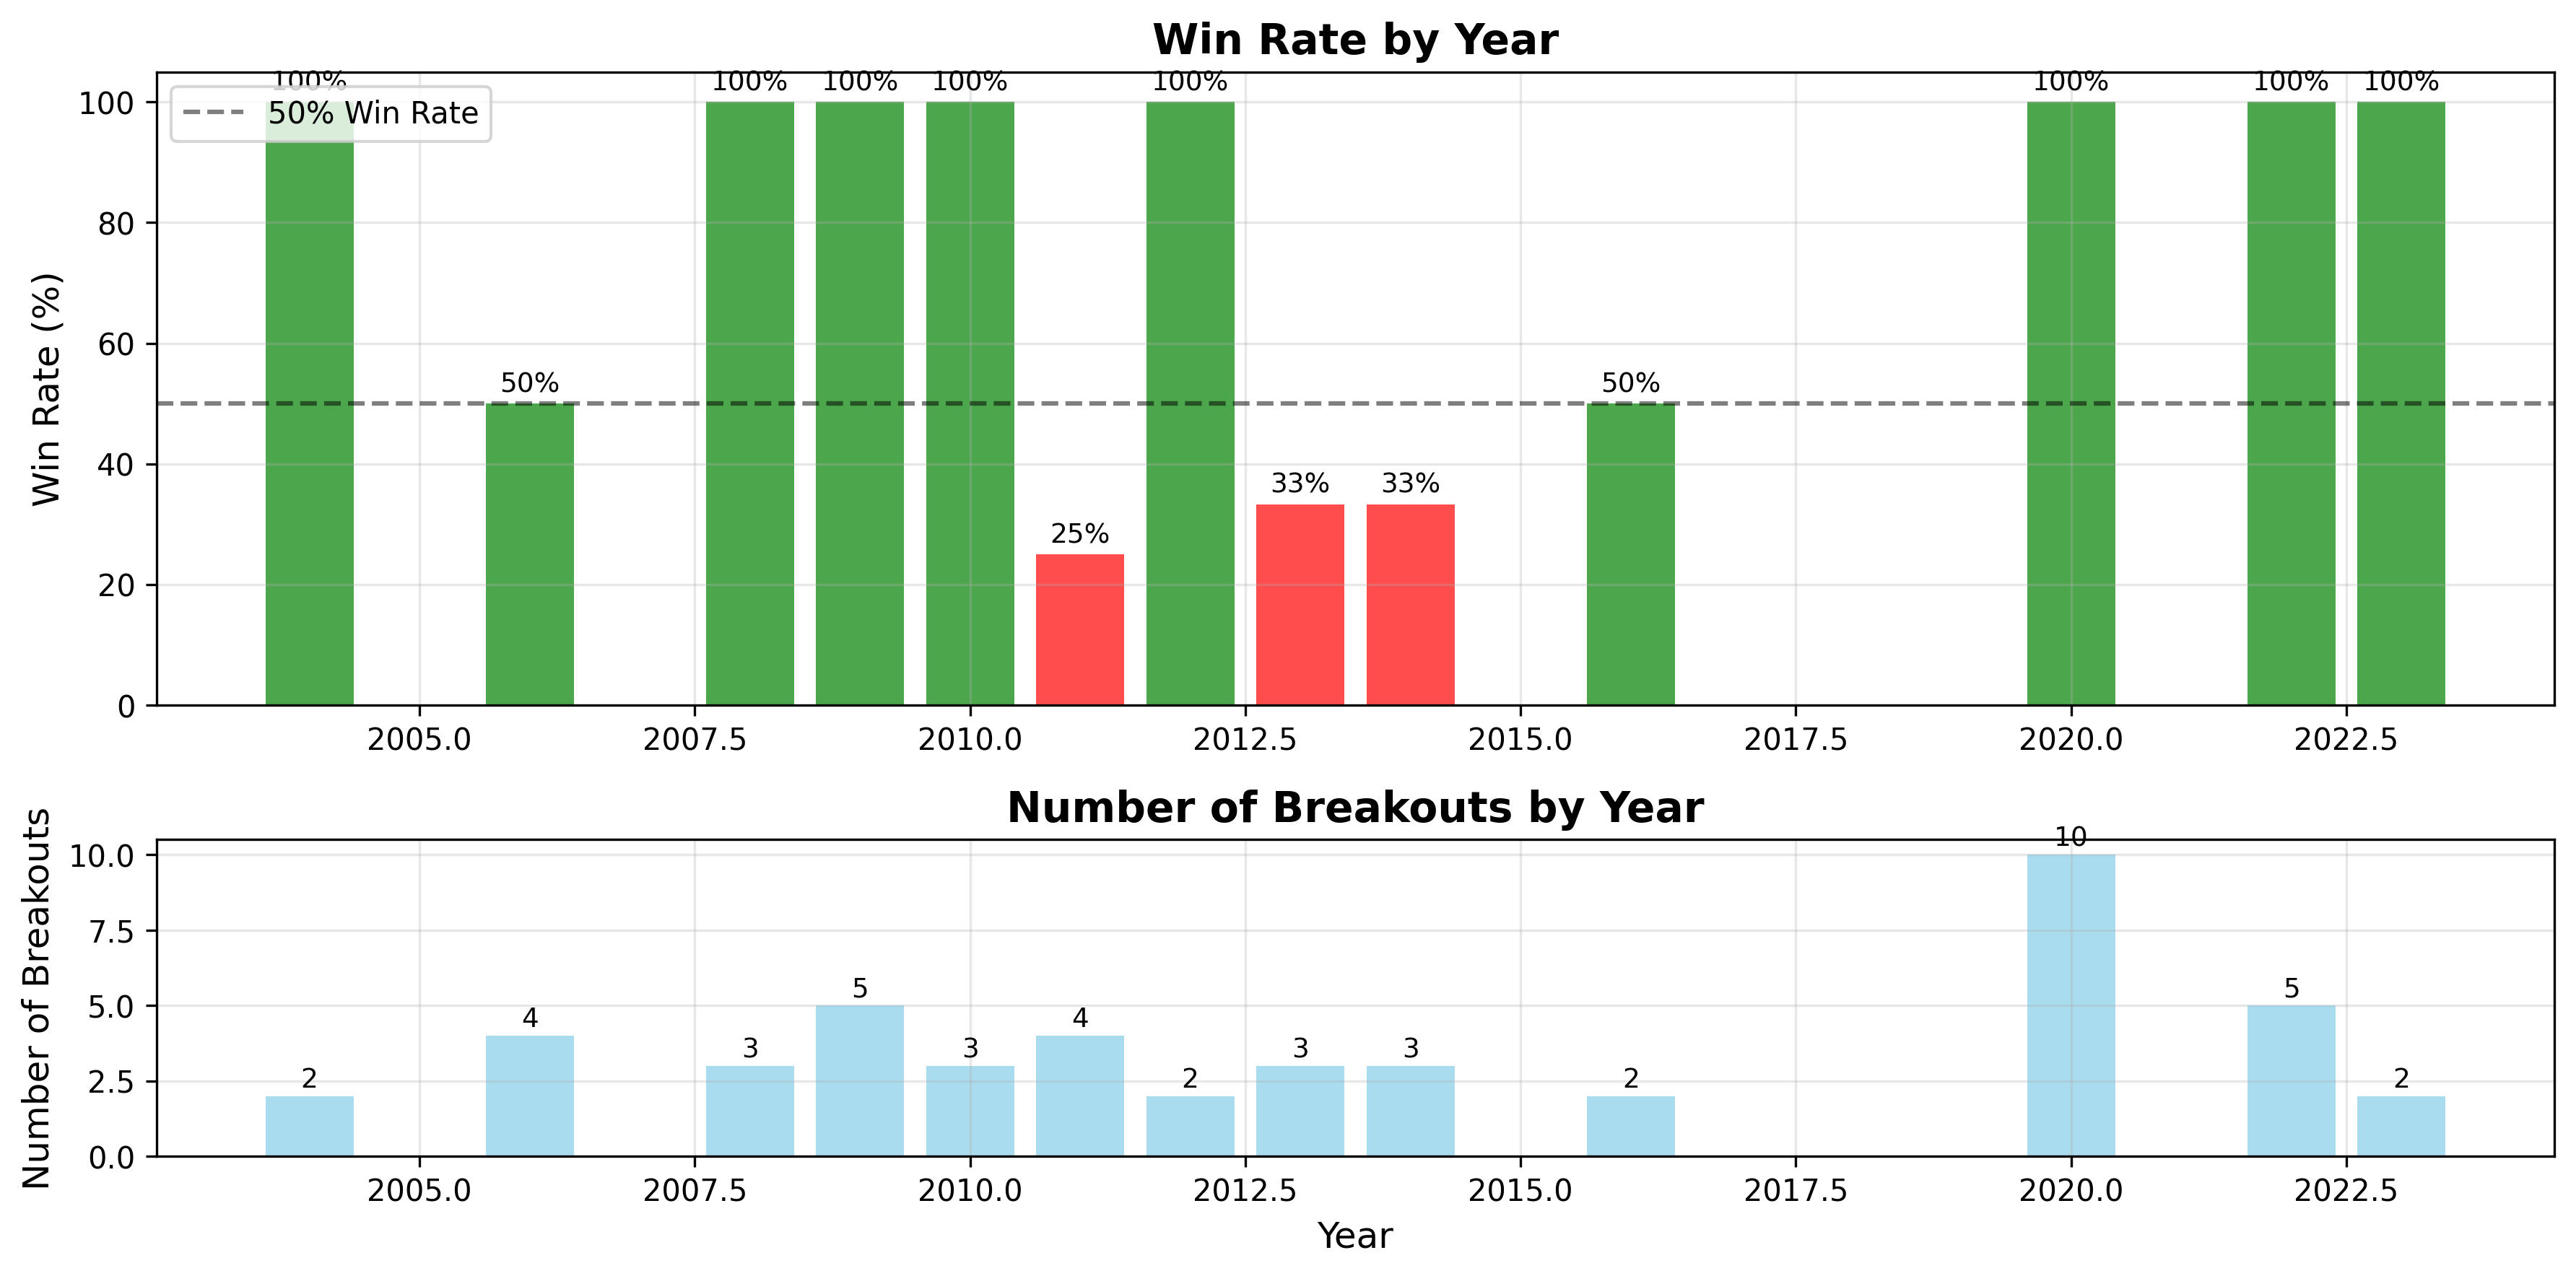 Win Rate by Year
100% 100% 100% 100% 100% 100% 100% 100%
50% Win Rate
50% 50%
33% 33%
25%
Win Rate (%)
100
80
60
40
20
0
2005.0 2007.5 2010.0 2012.5 2015.0 2017.5 2020.0 2022.5
Number of Breakouts by Year
Number of Breakouts
10.0
7.5
5.0
2.5
0.0
2 4 3 5 3 4 2 3 3 2 10 5 2
2005.0 2007.5 2010.0 2012.5 2015.0 2017.5 2020.0 2022.5
Year